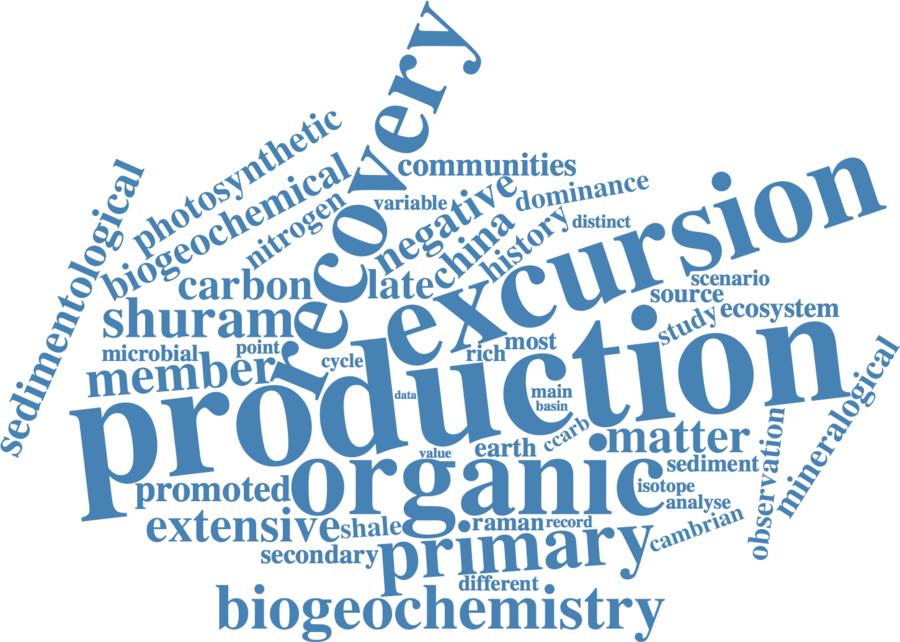 recovery
photosynthetic
communities
sedimentological
biogeochemical
negative
dominance
nitrogen
variable
china
history
distinct
excursion
carbon
late
scenario
source
shuram
study
ecosystem
microbial
point
cycle
rich
most
member
production
data
main
basin
mineralogical
value
earth
ccarb
matter
observation
organic
sediment
promoted
isotope
analyse
extensive
shale
raman
record
cambrian
secondary
primary
different
biogeochemistry